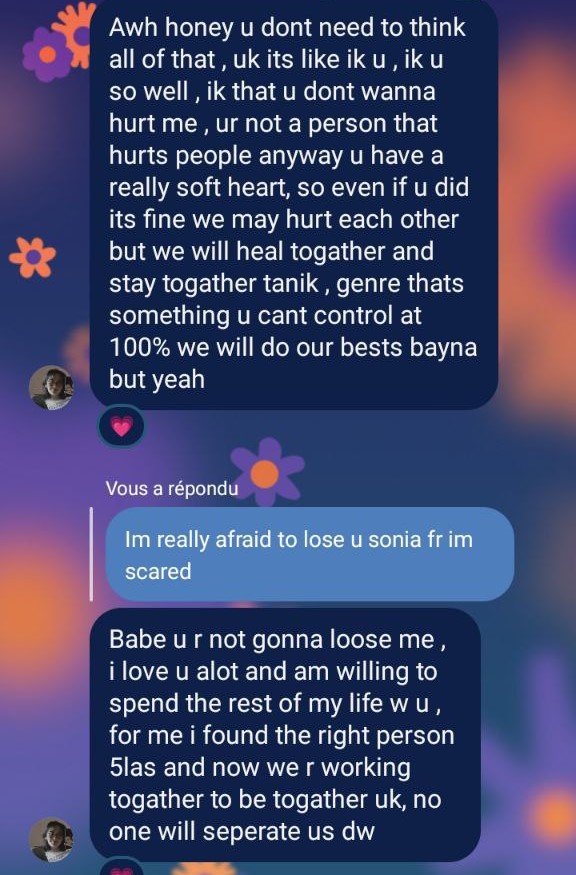 Awh honey u dont need to think
all of that , uk its like ik u , ik u
so well , ik that u dont wanna
hurt me , ur not a person that
hurts people anyway u have a
really soft heart, so even if u did
its fine we may hurt each other
but we will heal togather and
stay togather tanik , genre thats
something u cant control at
100% we will do our bests bayna
but yeah
Vous a répondu
Im really afraid to lose u sonia fr im
scared
Babe u r not gonna loose me ,
i love u alot and am willing to
spend the rest of my life w u ,
for me i found the right person
5las and now we r working
togather to be togather uk, no
one will seperate us dw